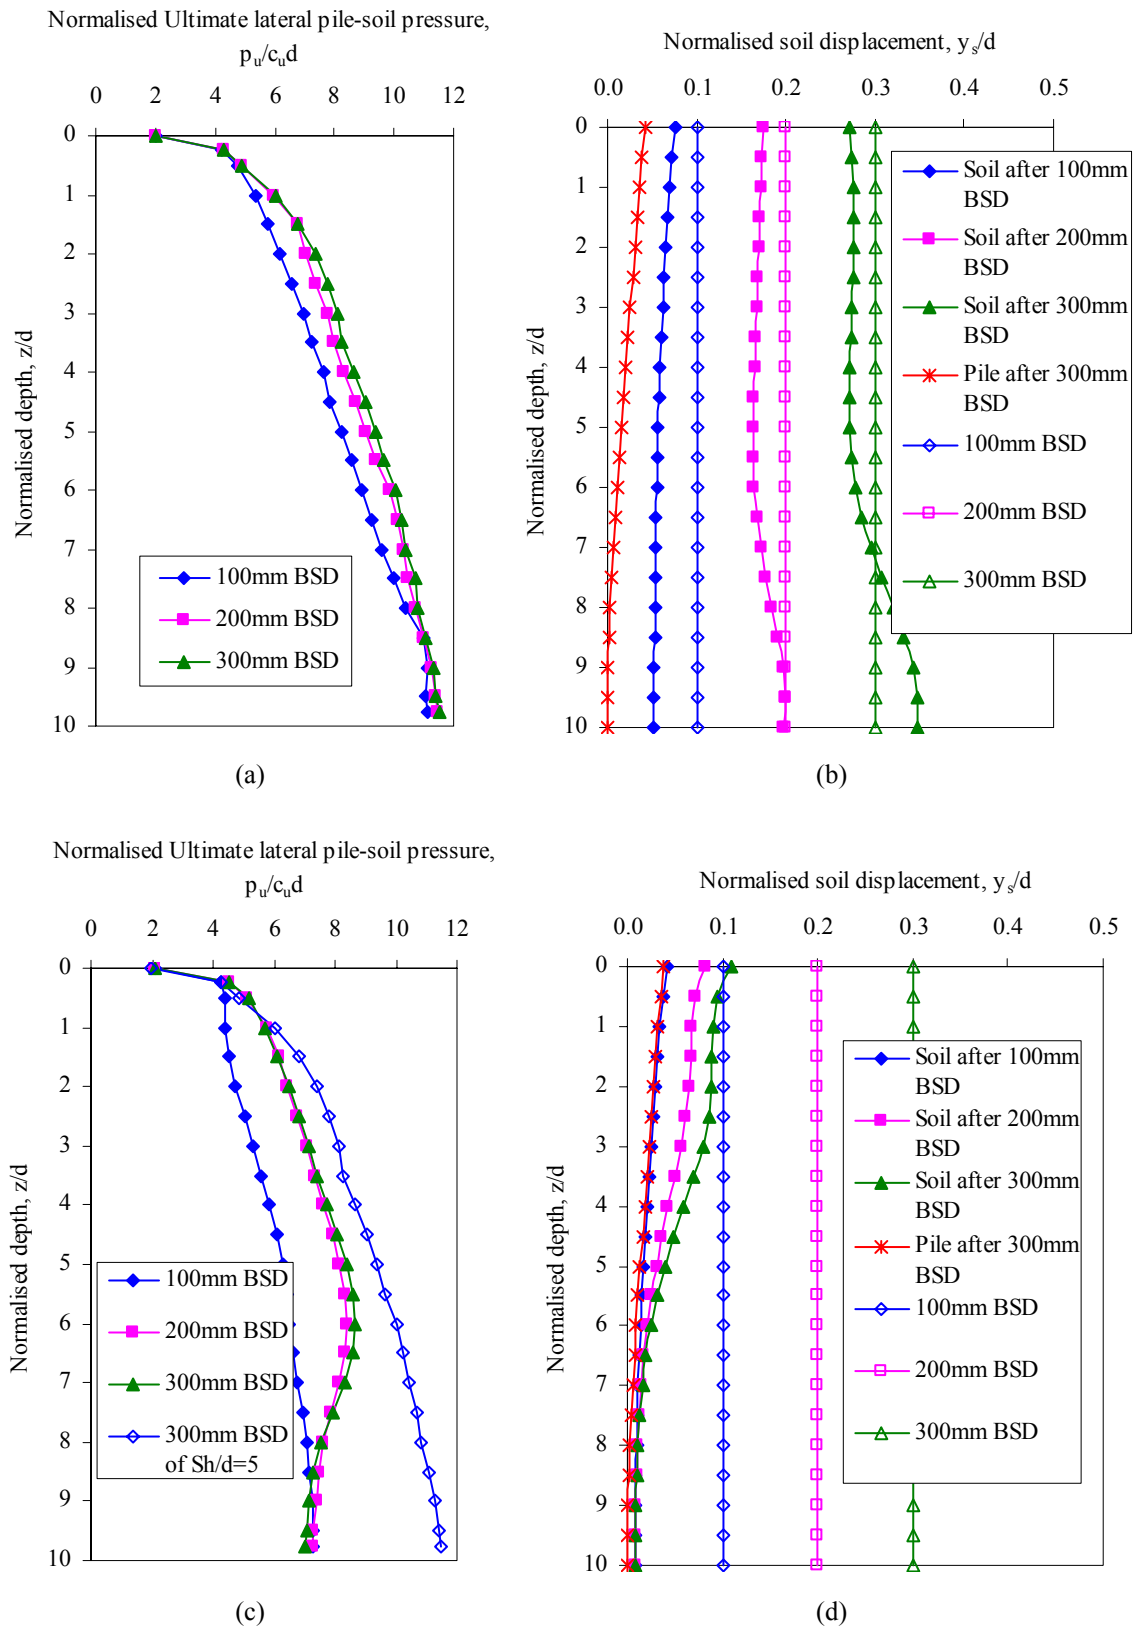 Normalised Ultimate lateral pile-soil pressure,
pu/cud
0 2 4 6 8 10 12
0
1
2
3
4
5
6
7
8
9
10
Normalised depth, z/d
100mm BSD
200mm BSD
300mm BSD
(a)
Normalised soil displacement, ys/d
0.0 0.1 0.2 0.3 0.4 0.5
0
1
2
3
4
5
6
7
8
9
10
Normalised depth, z/d
Soil after 100mm
BSD
Soil after 200mm
BSD
Soil after 300mm
BSD
Pile after 300mm
BSD
100mm BSD
200mm BSD
300mm BSD
(b)
Normalised Ultimate lateral pile-soil pressure,
pu/cud
0 2 4 6 8 10 12
0
1
2
3
4
5
6
7
8
9
10
Normalised depth, z/d
100mm BSD
200mm BSD
300mm BSD
300mm BSD
of Sh/d=5
(c)
Normalised soil displacement, ys/d
0.0 0.1 0.2 0.3 0.4 0.5
0
1
2
3
4
5
6
7
8
9
10
Normalised depth, z/d
Soil after 100mm
BSD
Soil after 200mm
BSD
Soil after 300mm
BSD
Pile after 300mm
BSD
100mm BSD
200mm BSD
300mm BSD
(d)